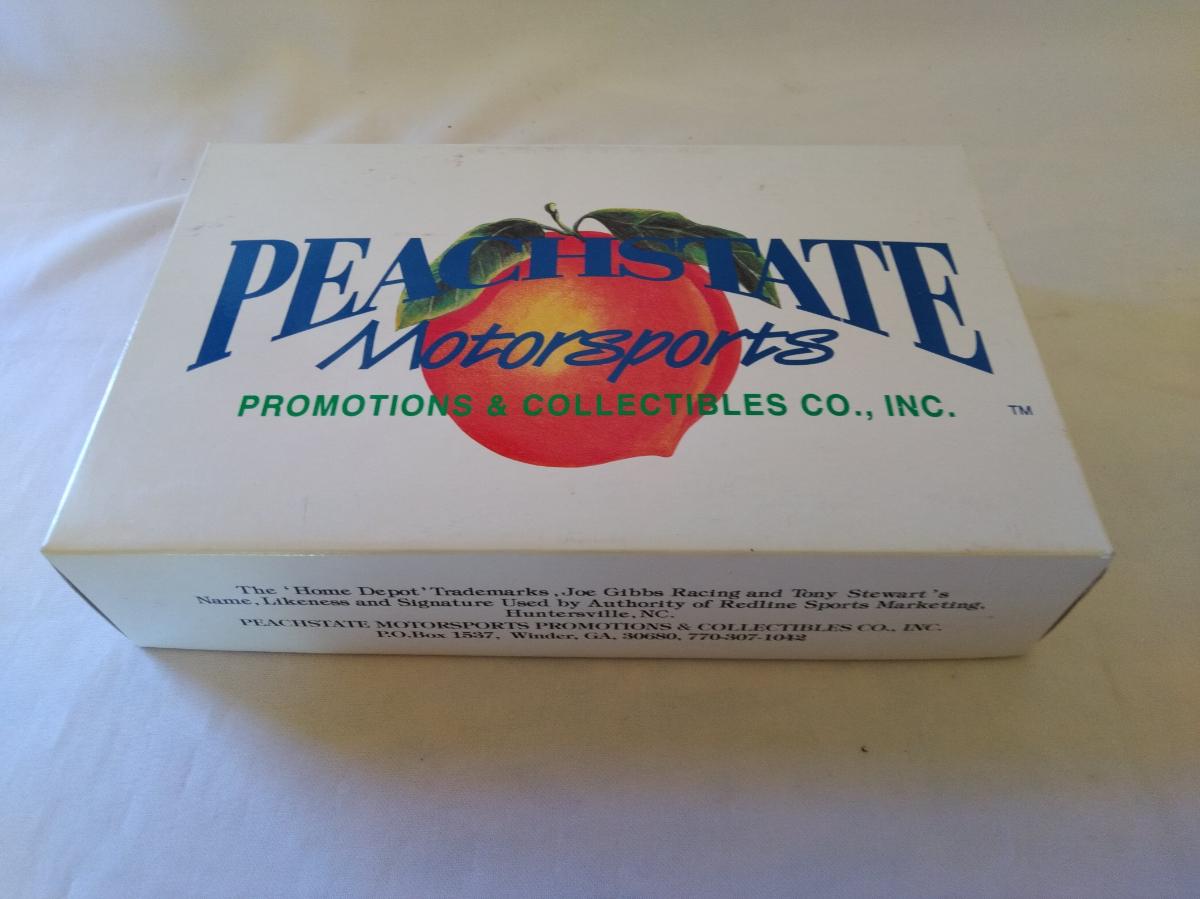 PEACHSTATE
Motorsports
PROMOTIONS & COLLECTIBLES CO., INC. TM
The 'Home Depot' Trademarks, Joe Gibbs Racing and Tony Stewart's
Name, Likeness and Signature Used by Authority of Redline Sports Marketing,
Huntersville, NC.
PEACHSTATE MOTORSPORTS PROMOTIONS & COLLECTIBLES CO., INC.
P.O.Box 1537, Winder, GA, 30680, 770-307-1042